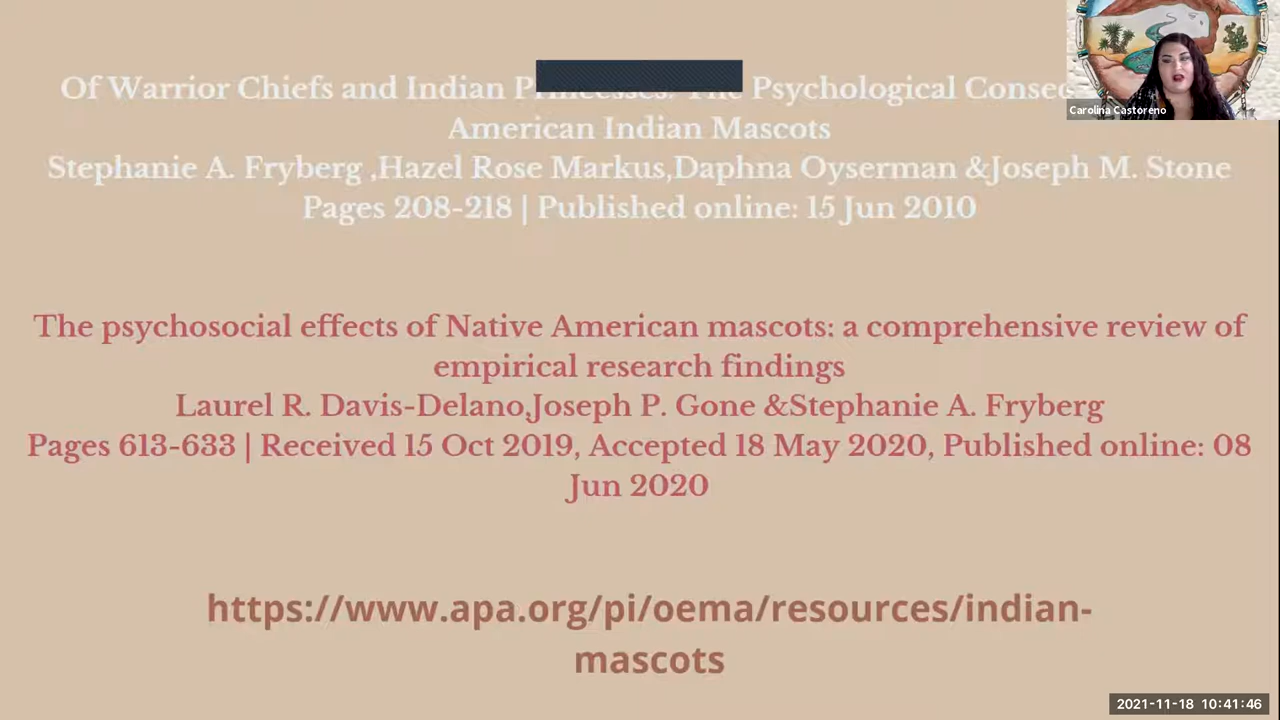 Of Warrior Chiefs and Indian Princesses: The Psychological
American Indian Mascots
Stephanie A. Fryberg ,Hazel Rose Markus,Daphna Oyserman &Joseph M. Stone
Pages 208-218 | Published online: 15 Jun 2010
The psychosocial effects of Native American mascots: a comprehensive review of
empirical research findings
Laurel R. Davis-Delano,Joseph P. Gone &Stephanie A. Fryberg
Pages 613-633 | Received 15 Oct 2019, Accepted 18 May 2020, Published online: 08
Jun 2020
https://www.apa.org/pi/oema/resources/indian-
mascots
Carolina Castoreno
2021-11-18 10:41:46